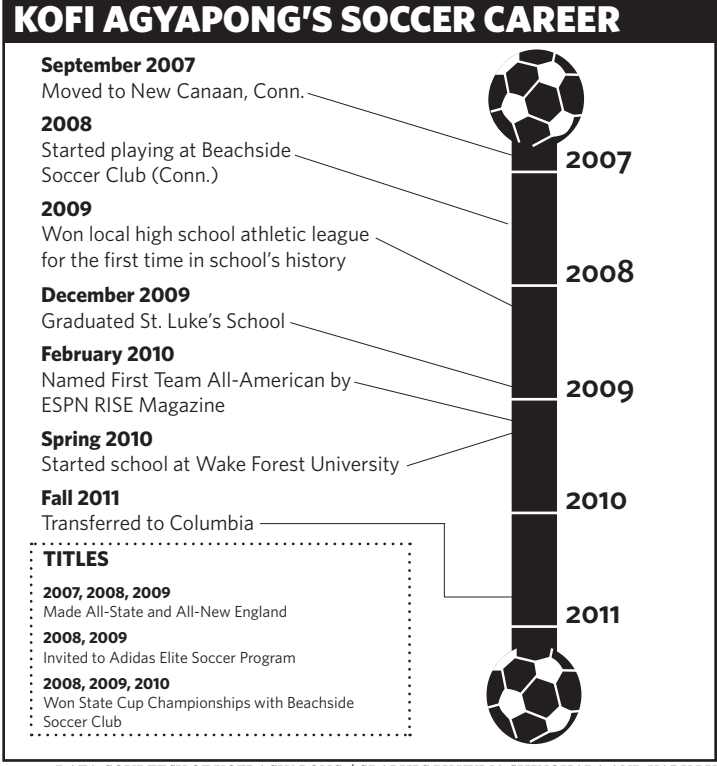 KOFI AGYAPONG'S SOCCER CAREER
September 2007
Moved to New Canaan, Conn.
2008
Started playing at Beachside
Soccer Club (Conn.)
2009
Won local high school athletic league
for the first time in school's history
December 2009
Graduated St. Luke's School
February 2010
Named First Team All-American by
ESPN RISE Magazine
Spring 2010
Started school at Wake Forest University
Fall 2011
Transferred to Columbia
TITLES
2007, 2008, 2009
Made All-State and All-New England
2008, 2009
Invited to Adidas Elite Soccer Program
2008, 2009, 2010
Won State Cup Championships with Beachside
Soccer Club
2007
2008
2009
2010
2011